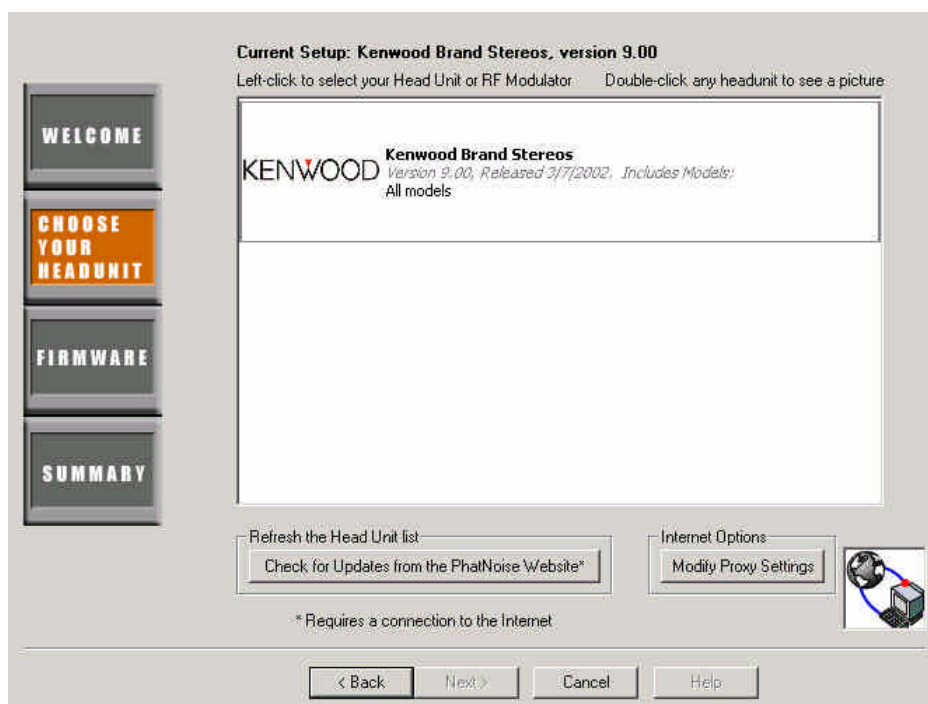 Current Setup: Kenwood Brand Stereos, version 9.00
Left-click to select your Head Unit or RF Modulator Double-click any headunit to see a picture
WELCOME
CHOOSE
YOUR
HEADUNIT
FIRMWARE
SUMMARY
KENWOOD
Kenwood Brand Stereos
Version 9.00, Released 3/7/2002. Includes Models:
All models
Refresh the Head Unit list
Check for Updates from the PhatNoise Website*
* Requires a connection to the Internet
Internet Options
Modify Proxy Settings
< Back
Next >
Cancel
Help